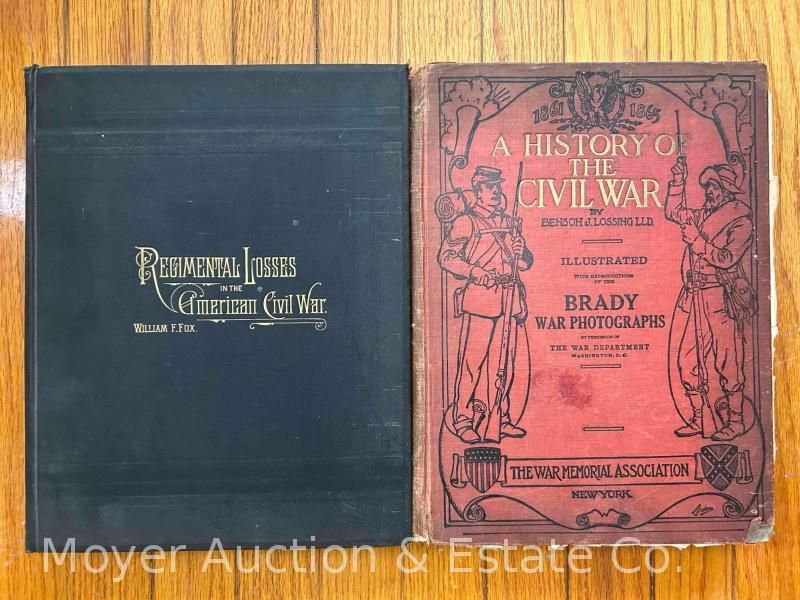 REGIMENTAL LOSSES
IN THE
American Civil War.
WILLIAM F. FOX.
1861 1865
A HISTORY OF
THE
CIVIL WAR
BY
BENSON J. LOSSING LL.D.
ILLUSTRATED
WITH REPRODUCTIONS
OF THE
BRADY
WAR PHOTOGRAPHS
BY PERMISSION OF
THE WAR DEPARTMENT
WASHINGTON, D.C.
THE WAR MEMORIAL ASSOCIATION
NEW YORK
Moyer Auction & Estate Co.